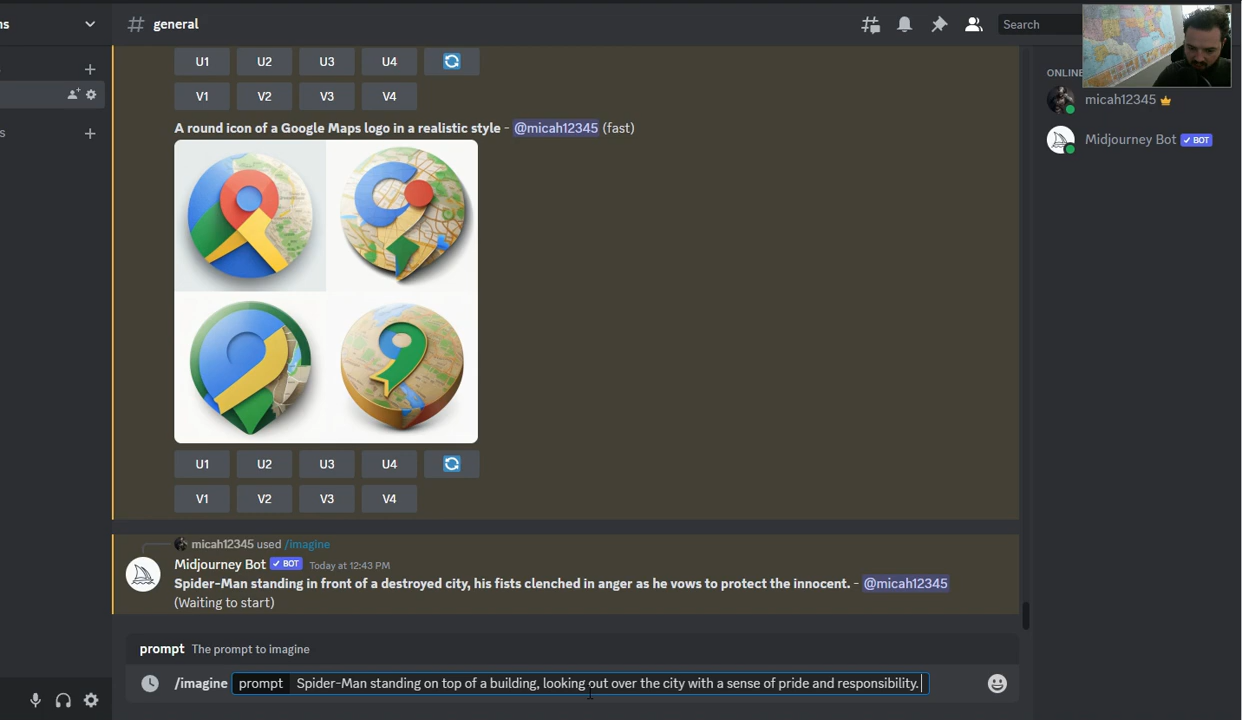 ns
general
Search
U1 U2 U3 U4
V1 V2 V3 V4
A round icon of a Google Maps logo in a realistic style - @micah12345 (fast)
U1 U2 U3 U4
V1 V2 V3 V4
micah12345 used /imagine
Midjourney Bot ✓ BOT Today at 12:43 PM
Spider-Man standing in front of a destroyed city, his fists clenched in anger as he vows to protect the innocent. - @micah12345
(Waiting to start)
prompt The prompt to imagine
/imagine prompt Spider-Man standing on top of a building, looking out over the city with a sense of pride and responsibility.
ONLINE
micah12345
Midjourney Bot ✓ BOT